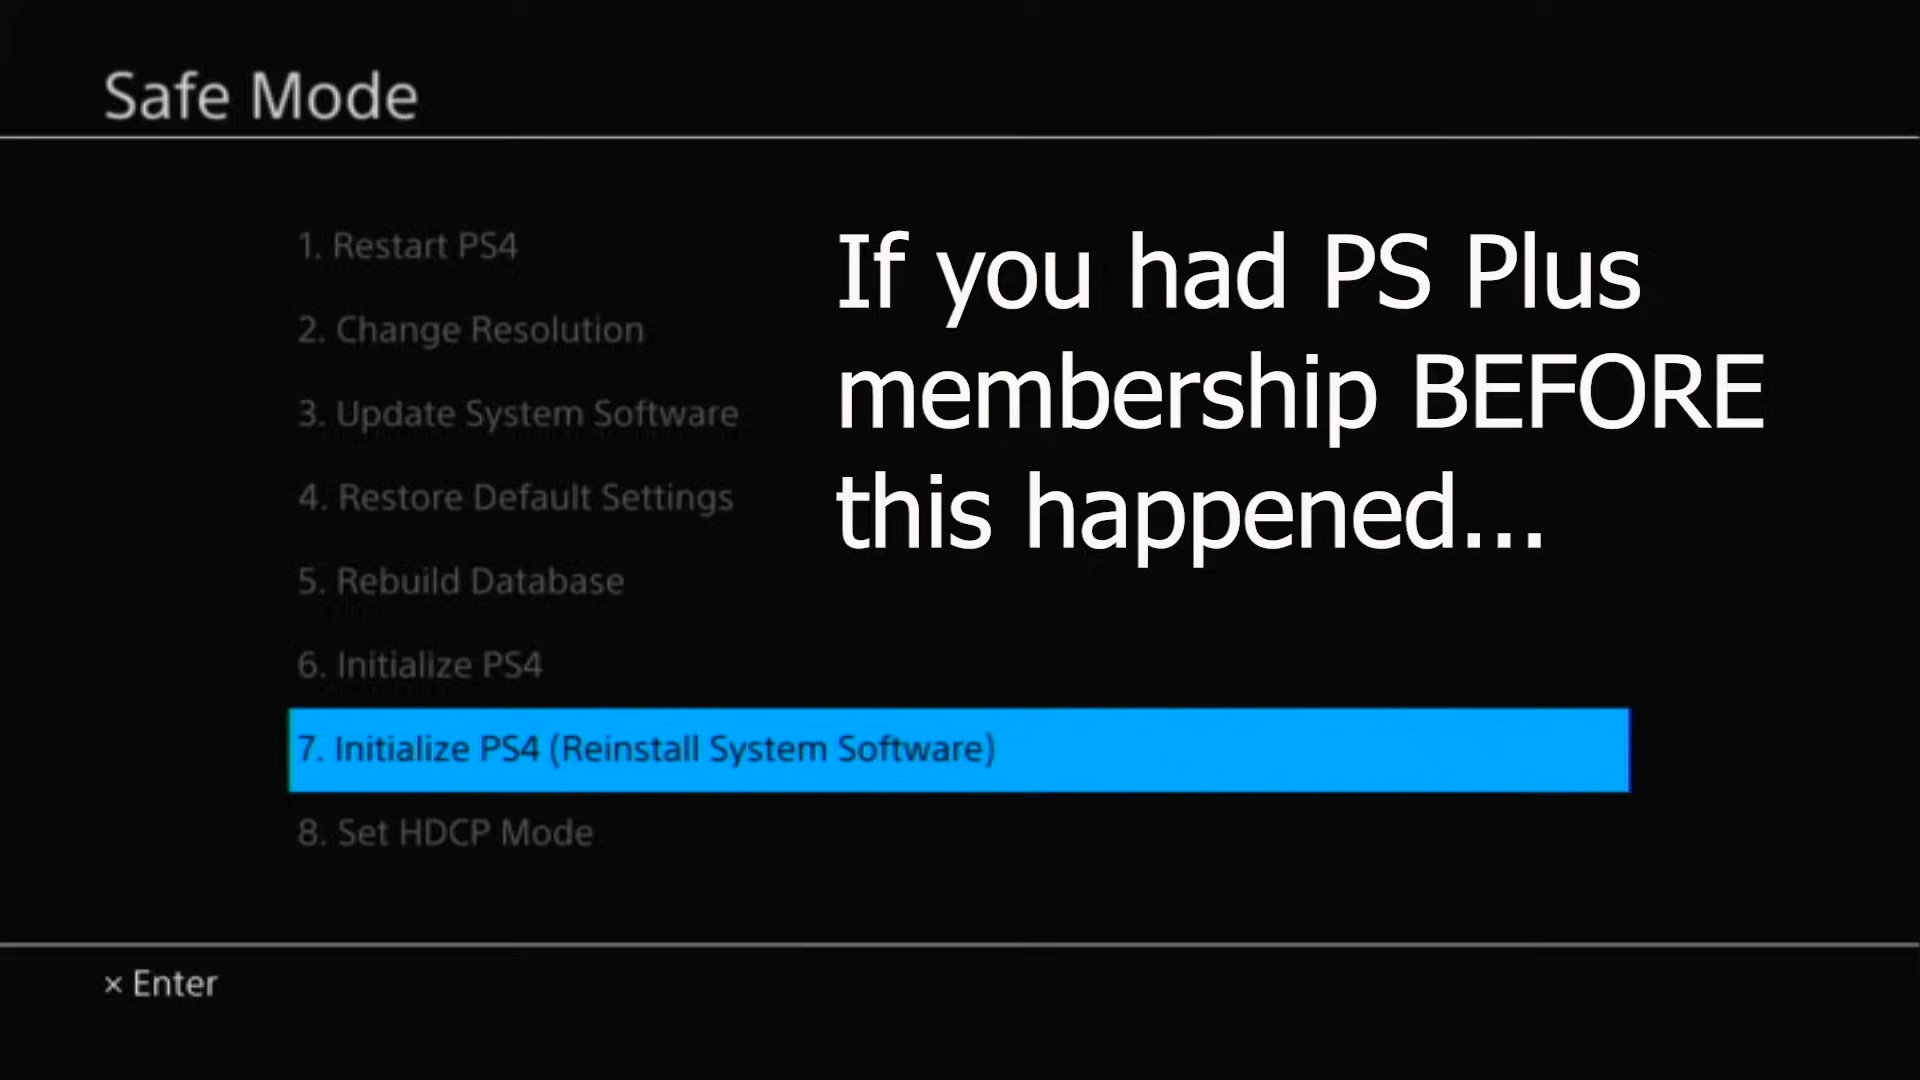 Safe Mode
1. Restart PS4
If you had PS Plus
2. Change Resolution
membership BEFORE
3. Update System Software
4. Restore Default Settings
this happened...
5. Rebuild Database
6. Initialize PS4
7. Initialize PS4 (Reinstall System Software)
8. Set HDCP Mode
× Enter